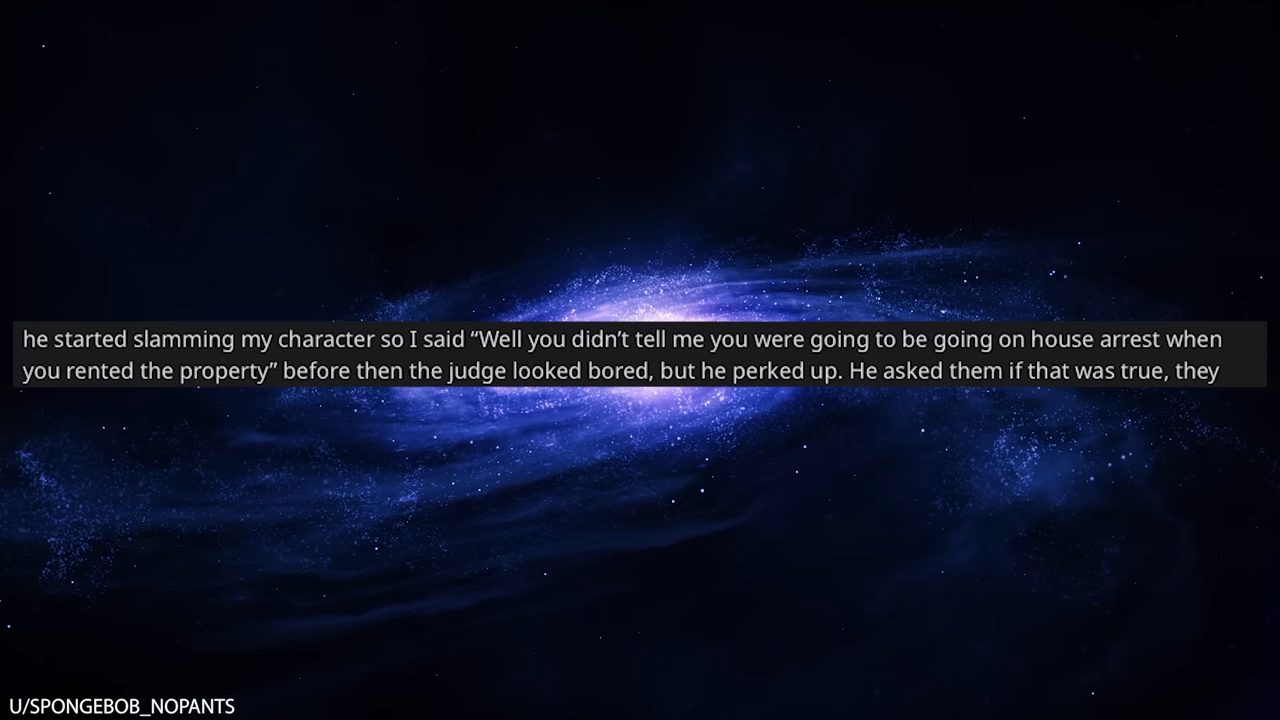 he started slamming my character so I said “Well you didn’t tell me you were going to be going on house arrest when
you rented the property” before then the judge looked bored, but he perked up. He asked them if that was true, they
U/SPONGEBOB_NOPANTS